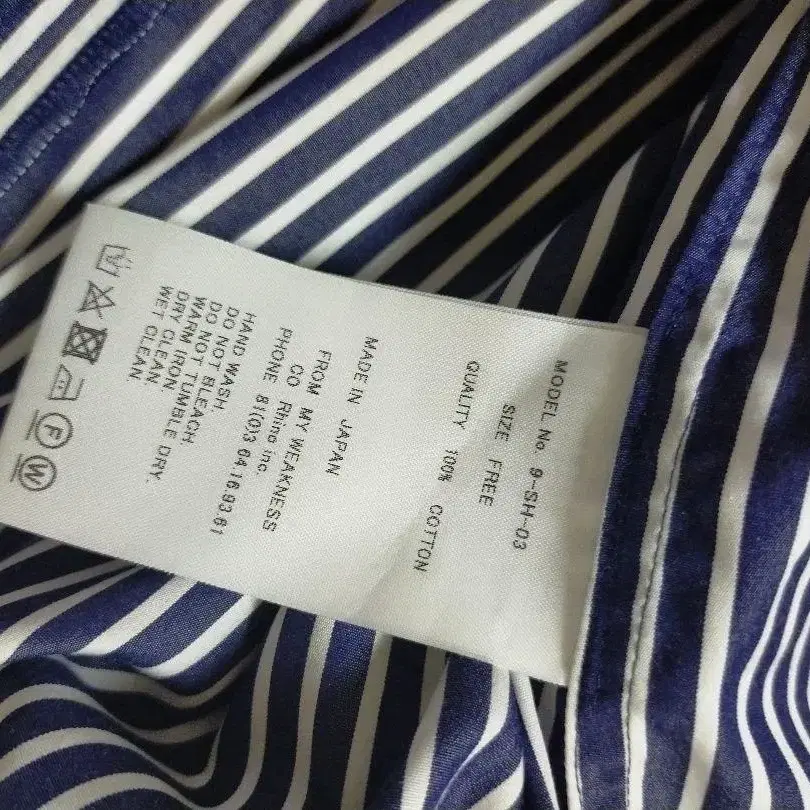 MODEL No. 9-SH-03
SIZE FREE
QUALITY 100% COTTON
MADE IN JAPAN
FROM MY WEAKNESS
CO Rhino inc.
PHONE 81(0)3 64.16.93.61
HAND WASH
DO NOT BLEACH
DO NOT TUMBLE DRY.
WARM IRON.
DRY CLEAN.
WET CLEAN.
F
W